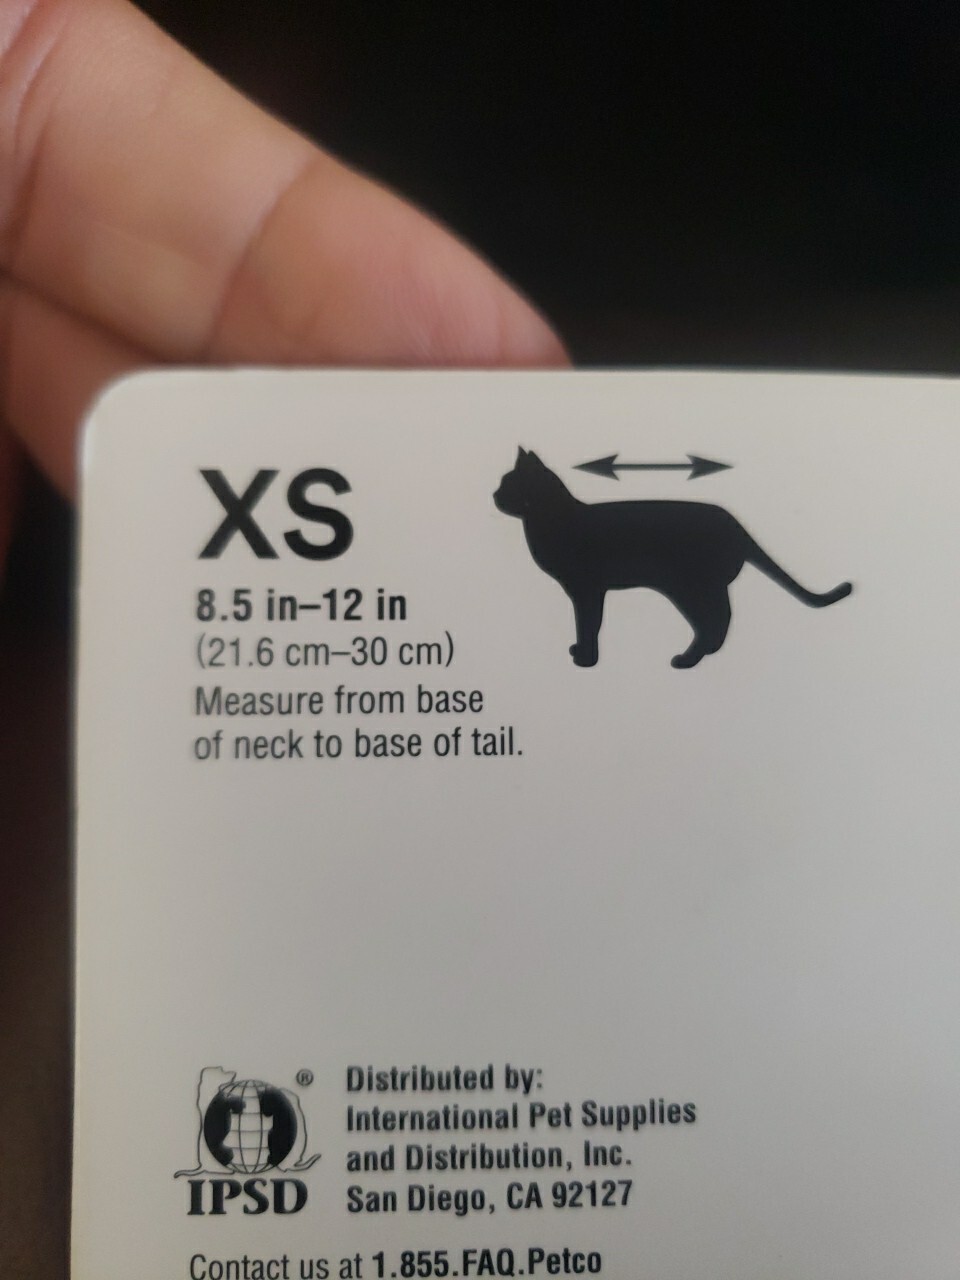 XS
8.5 in–12 in
(21.6 cm–30 cm)
Measure from base
of neck to base of tail.
®
IPSD
Distributed by:
International Pet Supplies
and Distribution, Inc.
San Diego, CA 92127
Contact us at 1.855.FAQ.Petco